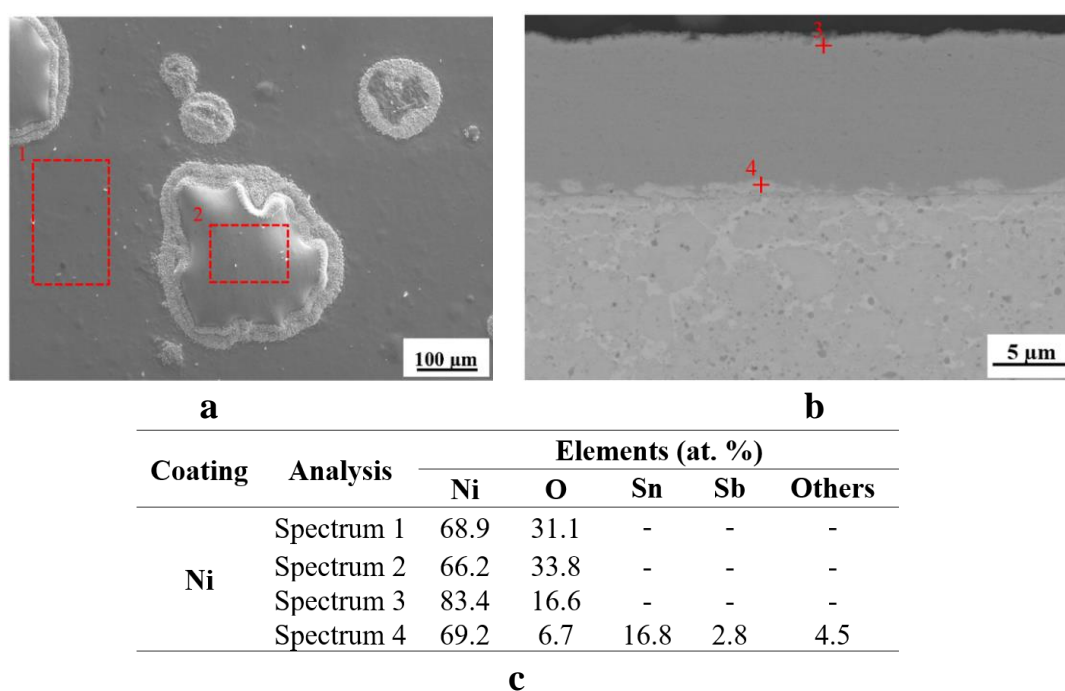 1
2
100 µm
3
4
5 µm
a
b
Coating Analysis Elements (at. %)
Ni O Sn Sb Others
Ni
Spectrum 1 68.9 31.1 - - -
Spectrum 2 66.2 33.8 - - -
Spectrum 3 83.4 16.6 - - -
Spectrum 4 69.2 6.7 16.8 2.8 4.5
c